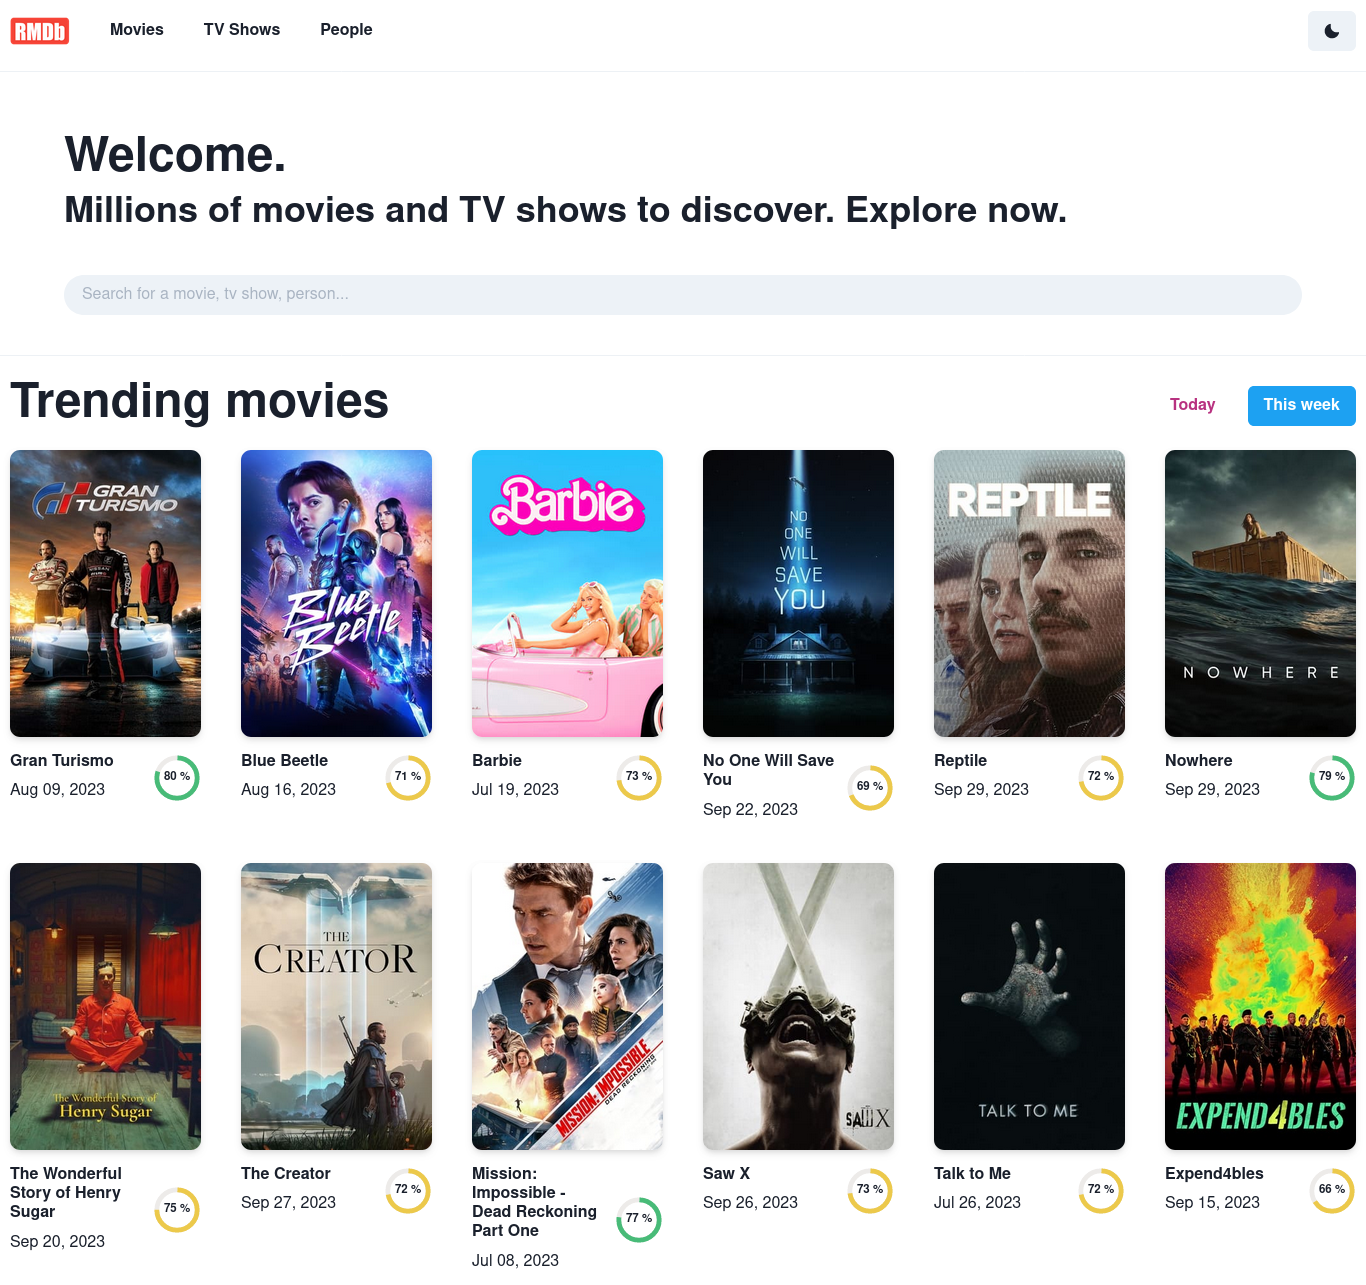 RMDb
Movies
TV Shows
People
Welcome.
Millions of movies and TV shows to discover. Explore now.
Search for a movie, tv show, person...
Trending movies
Today
This week
GRAN
TURISMO
Blue
Beetle
Barbie
NO
ONE
WILL
SAVE
YOU
REPTILE
NOWHERE
Gran Turismo
Aug 09, 2023
80 %
Blue Beetle
Aug 16, 2023
71 %
Barbie
Jul 19, 2023
73 %
No One Will Save
You
Sep 22, 2023
69 %
Reptile
Sep 29, 2023
72 %
Nowhere
Sep 29, 2023
79 %
The Wonderful Story of
Henry Sugar
THE
CREATOR
MISSION: IMPOSSIBLE
DEAD RECKONING
SAW X
TALK TO ME
EXPEND4BLES
The Wonderful
Story of Henry
Sugar
Sep 20, 2023
75 %
The Creator
Sep 27, 2023
72 %
Mission:
Impossible -
Dead Reckoning
Part One
Jul 08, 2023
77 %
Saw X
Sep 26, 2023
73 %
Talk to Me
Jul 26, 2023
72 %
Expend4bles
Sep 15, 2023
66 %